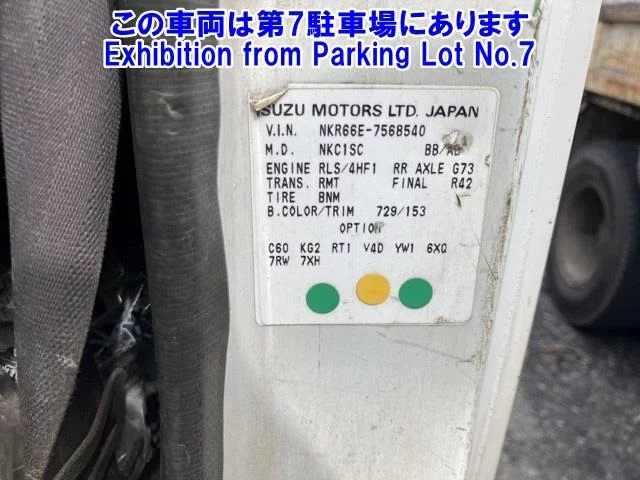 この車両は第7駐車場にあります
Exhibition from Parking Lot No.7
ISUZU MOTORS LTD. JAPAN
V.I.N. NKR66E-7568540
M.D. NKC1SC BB/AB
ENGINE RLS/4HF1 RR AXLE G73
TRANS. RMT FINAL R42
TIRE BNM
B.COLOR/TRIM 729/153
OPTION
C60 KG2 RT1 V4D YW1 6XQ
7RW 7XH